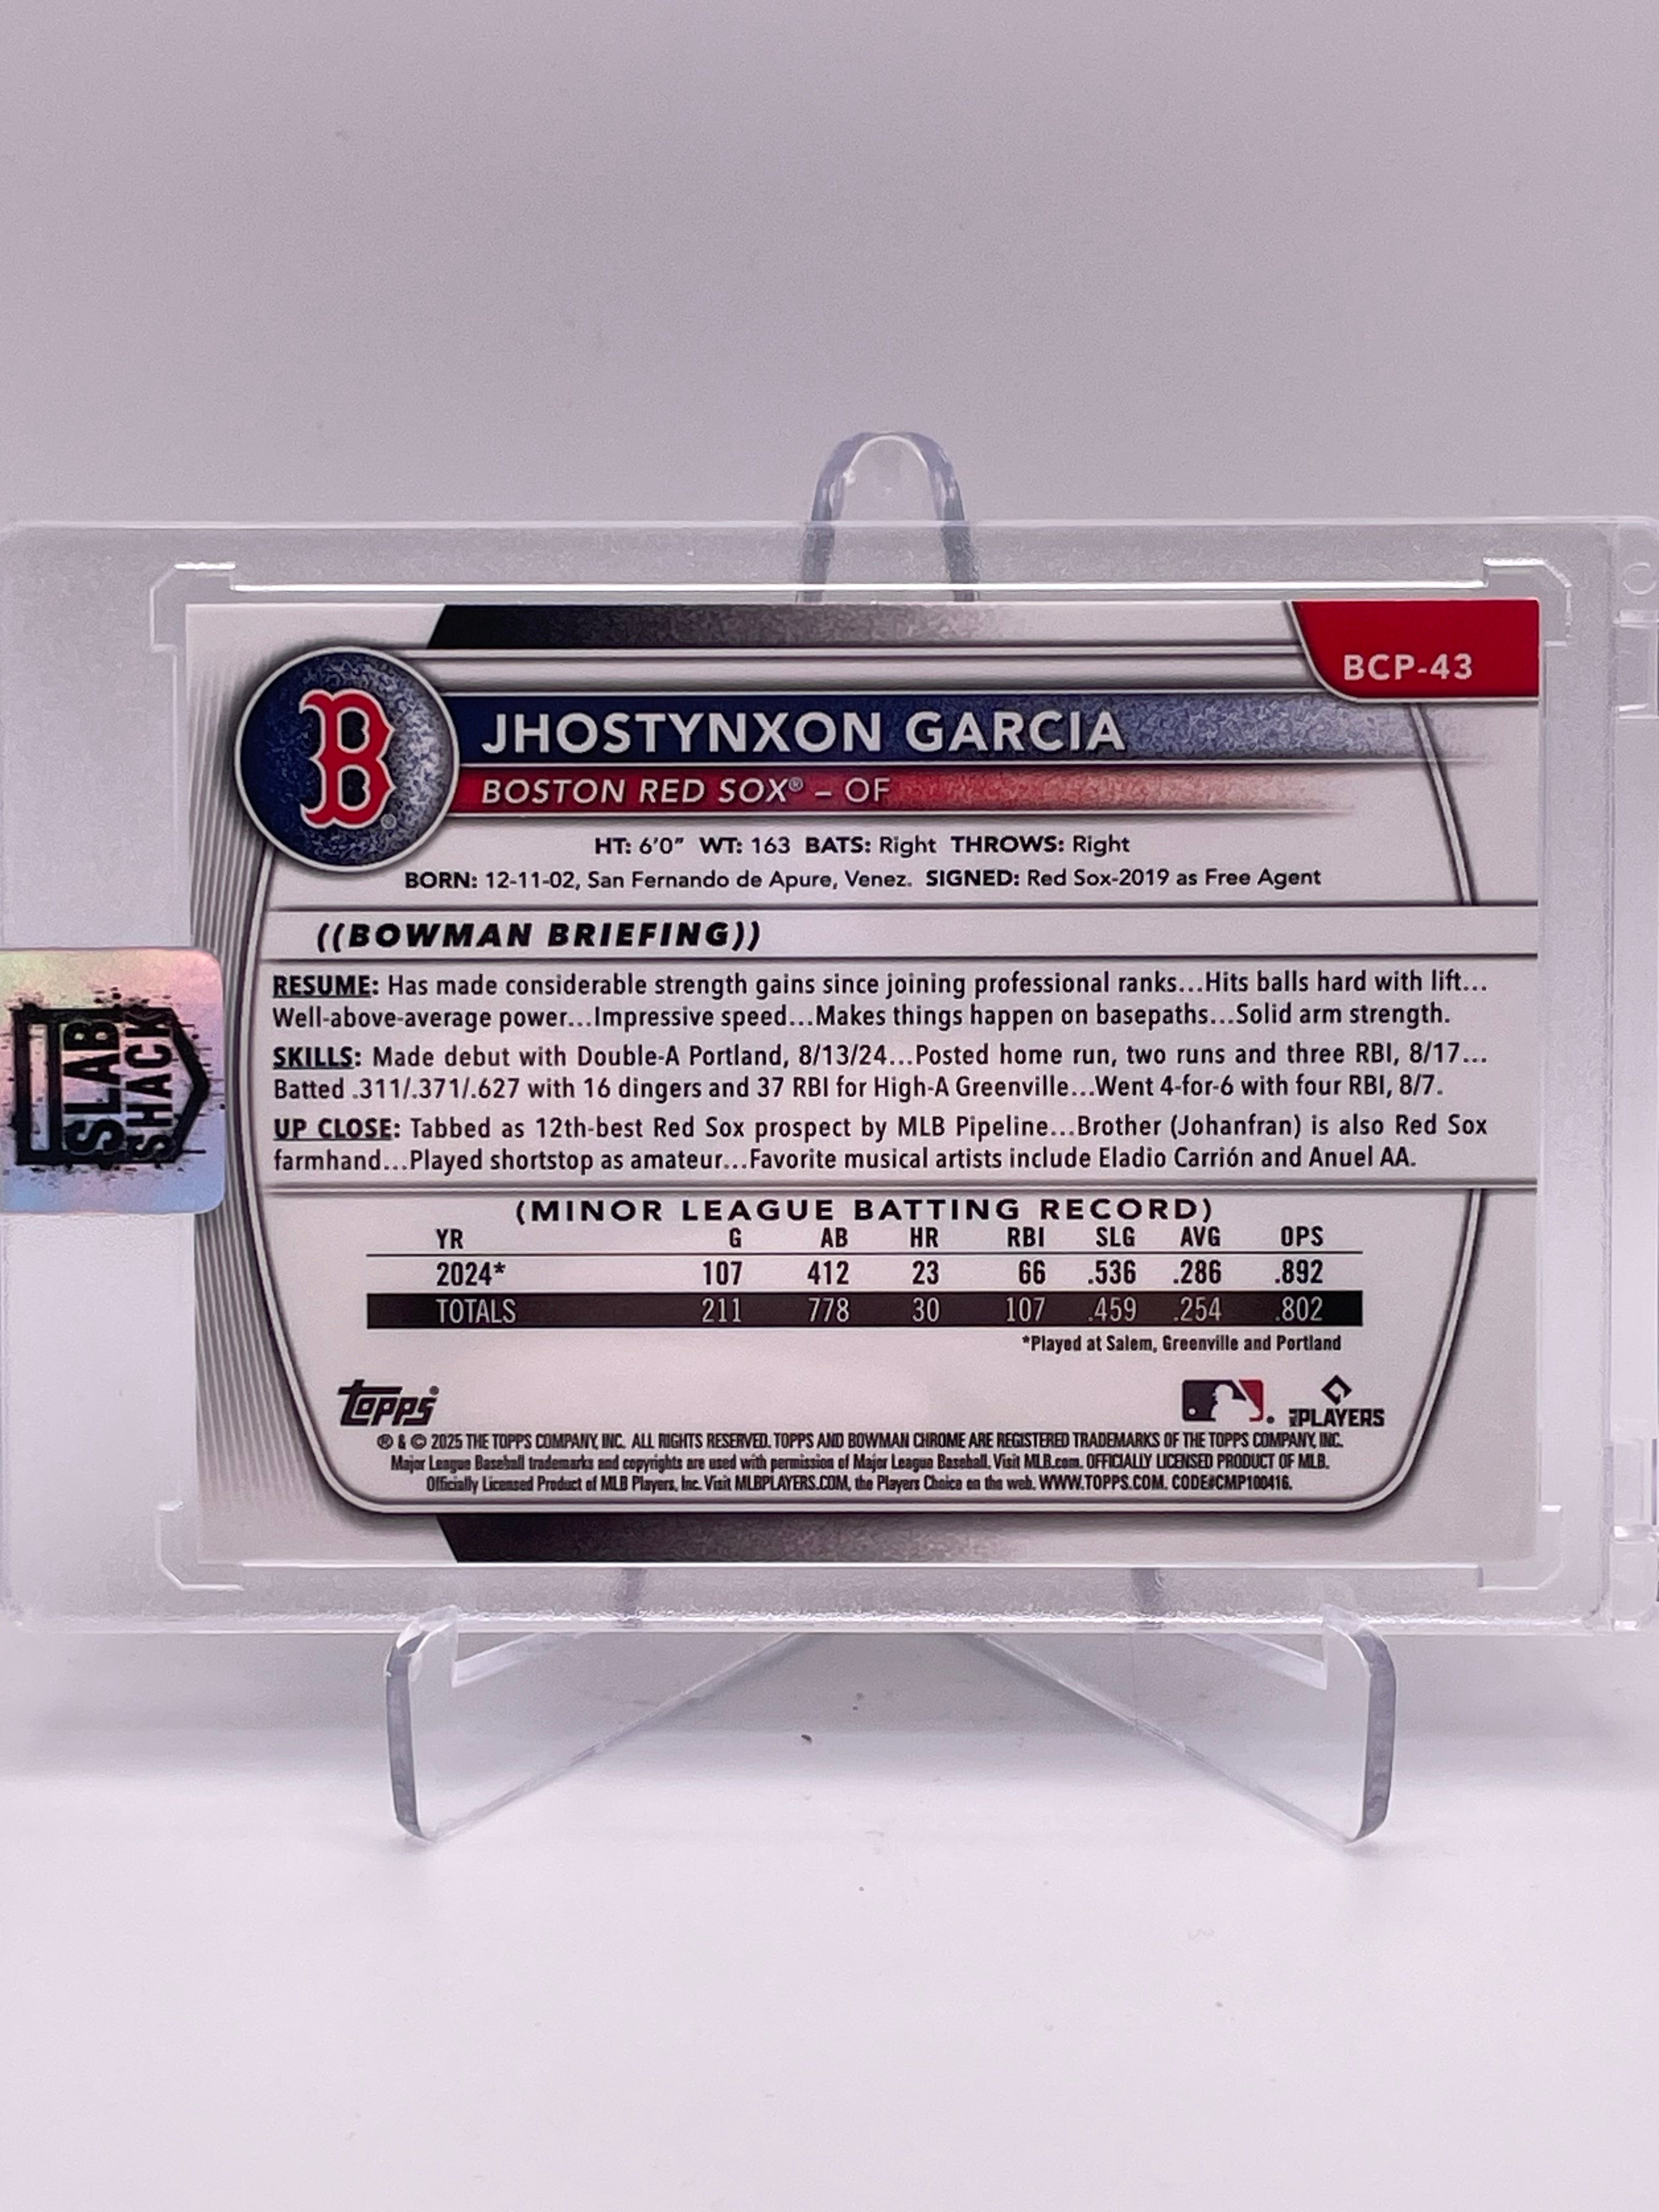 BCP-43
B
JHOSTYNXON GARCIA
BOSTON RED SOX® – OF
HT: 6'0" WT: 163 BATS: Right THROWS: Right
BORN: 12-11-02, San Fernando de Apure, Venez. SIGNED: Red Sox-2019 as Free Agent
((BOWMAN BRIEFING))
RESUME: Has made considerable strength gains since joining professional ranks...Hits balls hard with lift...
Well-above-average power...Impressive speed...Makes things happen on basepaths...Solid arm strength.
SKILLS: Made debut with Double-A Portland, 8/13/24...Posted home run, two runs and three RBI, 8/17...
Batted .311/.371/.627 with 16 dingers and 37 RBI for High-A Greenville...Went 4-for-6 with four RBI, 8/7.
UP CLOSE: Tabbed as 12th-best Red Sox prospect by MLB Pipeline...Brother (Johanfran) is also Red Sox
farmhand...Played shortstop as amateur...Favorite musical artists include Eladio Carrión and Anuel AA.
SLAB
SHACK
(MINOR LEAGUE BATTING RECORD)
YR G AB HR RBI SLG AVG OPS
2024* 107 412 23 66 .536 .286 .892
TOTALS 211 778 30 107 .459 .254 .802
*Played at Salem, Greenville and Portland
Topps®
MLB PLAYERS
® & © 2025 THE TOPPS COMPANY, INC. ALL RIGHTS RESERVED. TOPPS AND BOWMAN CHROME ARE REGISTERED TRADEMARKS OF THE TOPPS COMPANY, INC.
Major League Baseball trademarks and copyrights are used with permission of Major League Baseball. Visit MLB.com. OFFICIALLY LICENSED PRODUCT OF MLB.
Officially Licensed Product of MLB Players, Inc. Visit MLBPLAYERS.COM, the Players Choice on the web. WWW.TOPPS.COM. CODE#CMP100416.